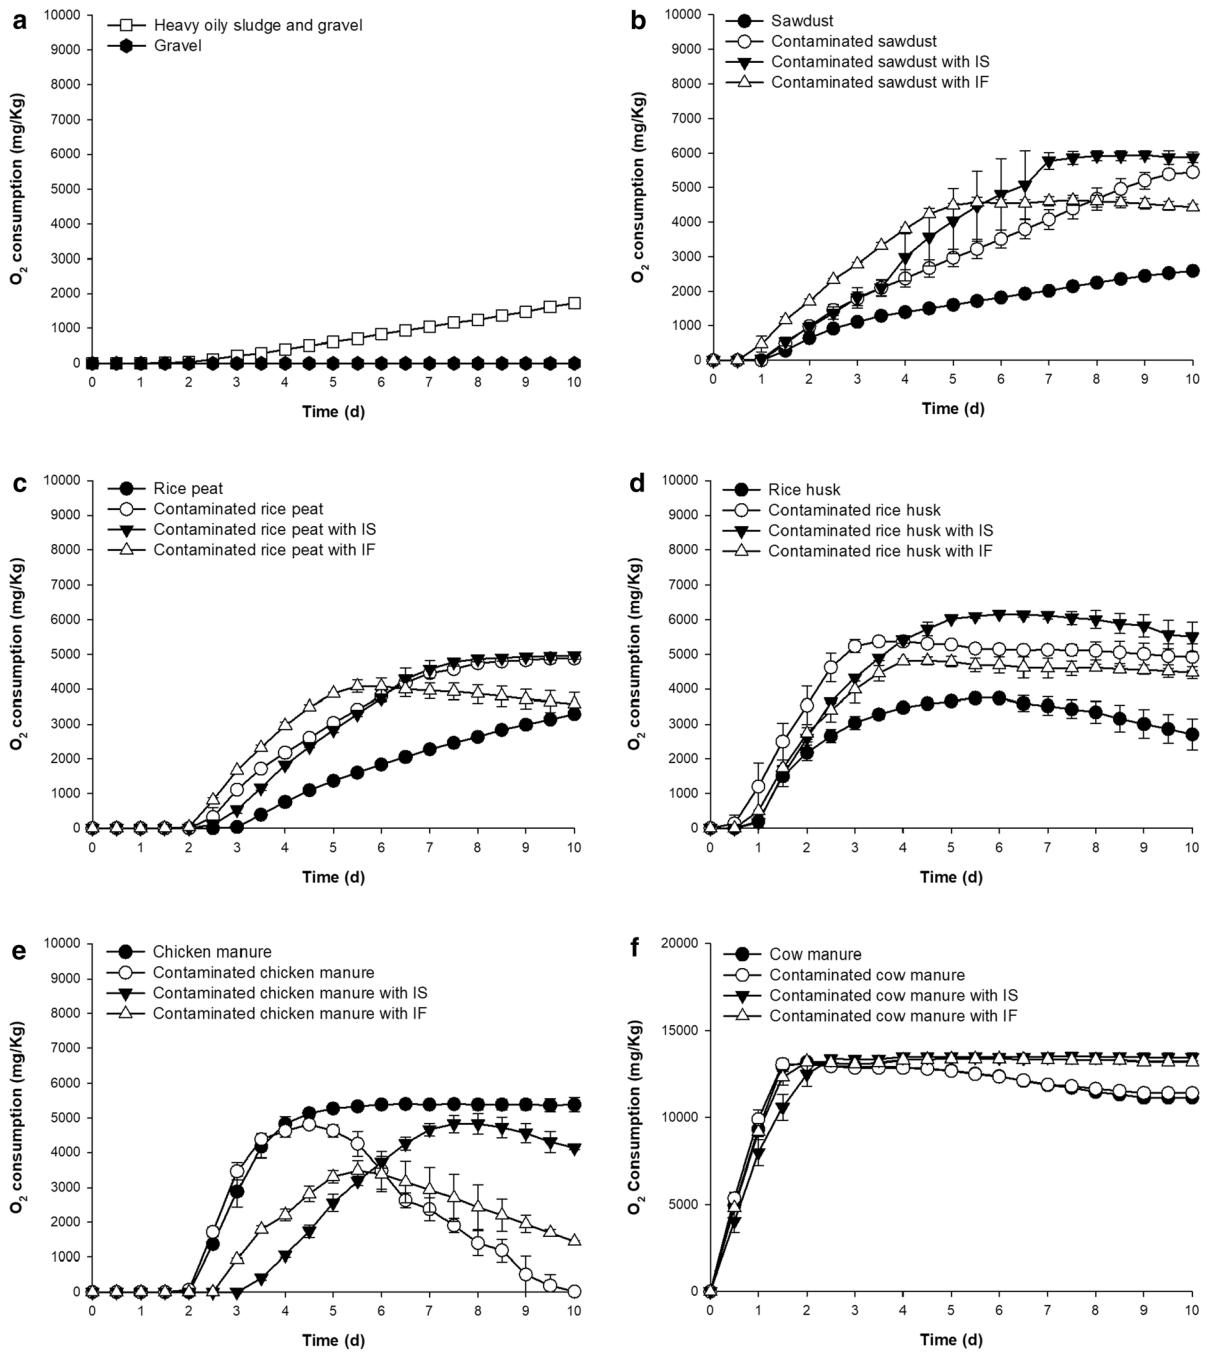 a
Heavy oily sludge and gravel
Gravel
10000
9000
8000
7000
6000
5000
4000
3000
2000
1000
0
O2 consumption (mg/Kg)
0 1 2 3 4 5 6 7 8 9 10
Time (d)
b
Sawdust
Contaminated sawdust
Contaminated sawdust with IS
Contaminated sawdust with IF
10000
9000
8000
7000
6000
5000
4000
3000
2000
1000
0
O2 consumption (mg/Kg)
0 1 2 3 4 5 6 7 8 9 10
Time (d)
c
Rice peat
Contaminated rice peat
Contaminated rice peat with IS
Contaminated rice peat with IF
10000
9000
8000
7000
6000
5000
4000
3000
2000
1000
0
O2 consumption (mg/Kg)
0 1 2 3 4 5 6 7 8 9 10
Time (d)
d
Rice husk
Contaminated rice husk
Contaminated rice husk with IS
Contaminated rice husk with IF
10000
9000
8000
7000
6000
5000
4000
3000
2000
1000
0
O2 consumption (mg/Kg)
0 1 2 3 4 5 6 7 8 9 10
Time (d)
e
Chicken manure
Contaminated chicken manure
Contaminated chicken manure with IS
Contaminated chicken manure with IF
10000
9000
8000
7000
6000
5000
4000
3000
2000
1000
0
O2 consumption (mg/Kg)
0 1 2 3 4 5 6 7 8 9 10
Time (d)
f
Cow manure
Contaminated cow manure
Contaminated cow manure with IS
Contaminated cow manure with IF
20000
15000
10000
5000
0
O2 Consumption (mg/Kg)
0 1 2 3 4 5 6 7 8 9 10
Time (d)